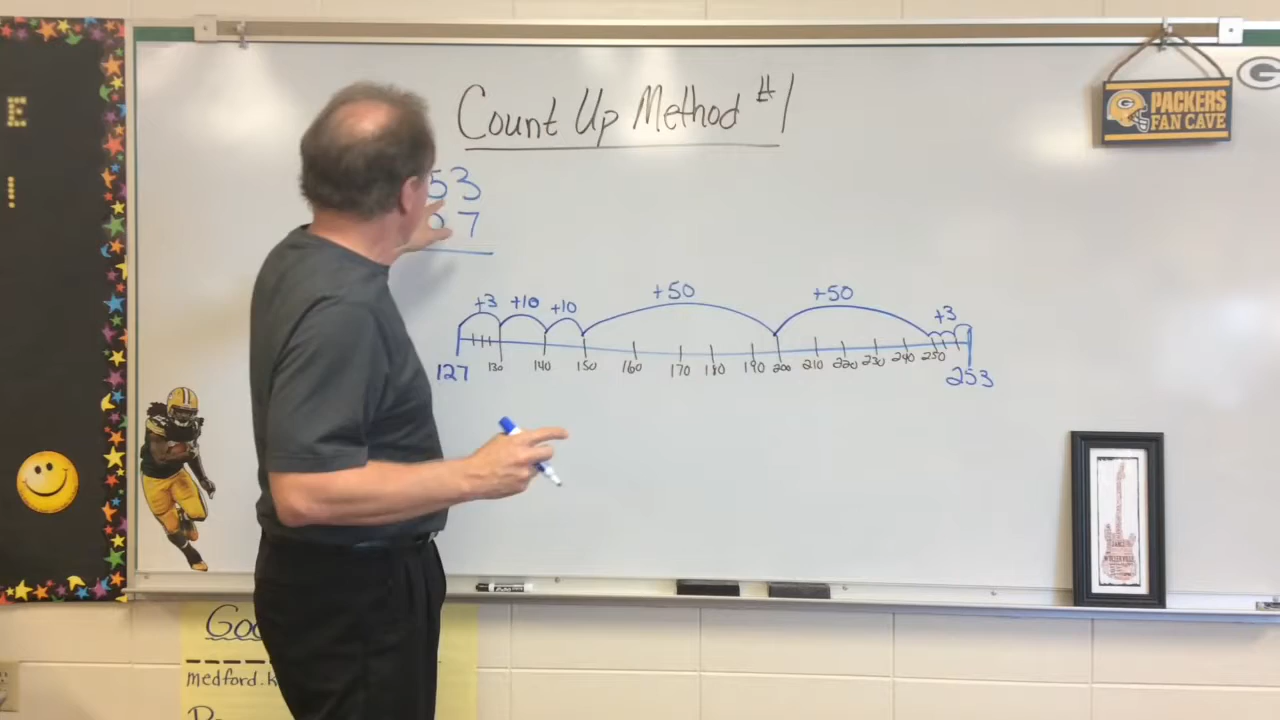 Count Up Method #1
PACKERS
FAN CAVE
G
E
!
53
7
+3 +10 +10 +50 +50 +3
127 130 140 150 160 170 180 190 200 210 220 230 240 250 253
Goo
medford.k